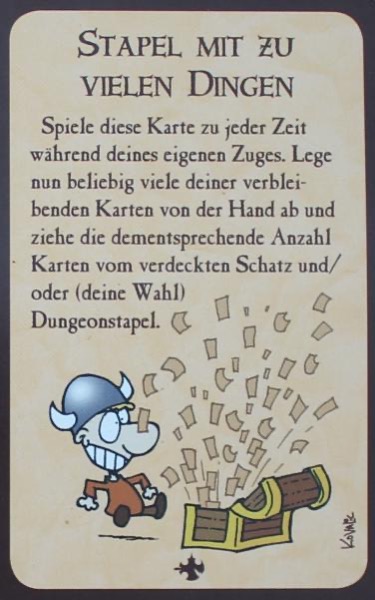 Stapel mit zu
vielen Dingen
Spiele diese Karte zu jeder Zeit
während deines eigenen Zuges. Lege
nun beliebig viele deiner verblei-
benden Karten von der Hand ab und
ziehe die dementsprechende Anzahl
Karten vom verdeckten Schatz und/
oder (deine Wahl)
Dungeonstapel.
Kovalic